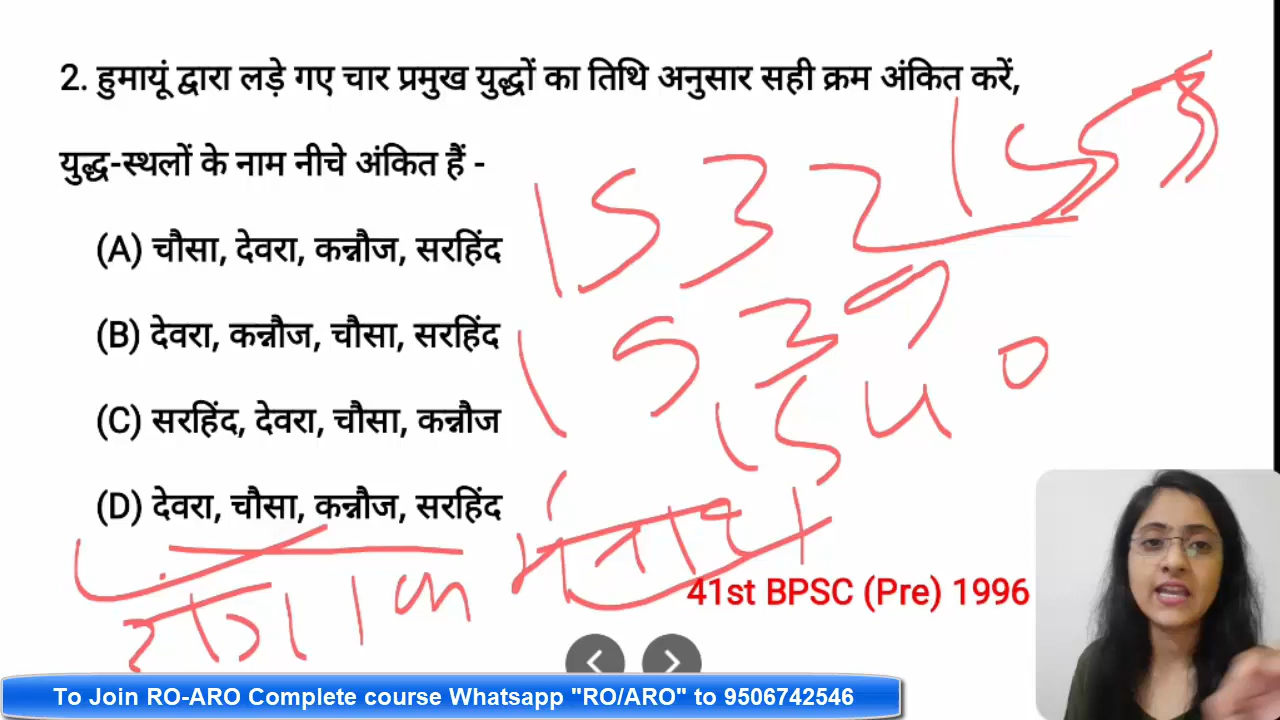 2. हुमायूं द्वारा लड़े गए चार प्रमुख युद्धों का तिथि अनुसार सही क्रम अंकित करें,
युद्ध-स्थलों के नाम नीचे अंकित हैं -
(A) चौसा, देवरा, कन्नौज, सरहिंद
(B) देवरा, कन्नौज, चौसा, सरहिंद
(C) सरहिंद, देवरा, चौसा, कन्नौज
(D) देवरा, चौसा, कन्नौज, सरहिंद
1532
1539
1540
41st BPSC (Pre) 1996
To Join RO-ARO Complete course Whatsapp "RO/ARO" to 9506742546